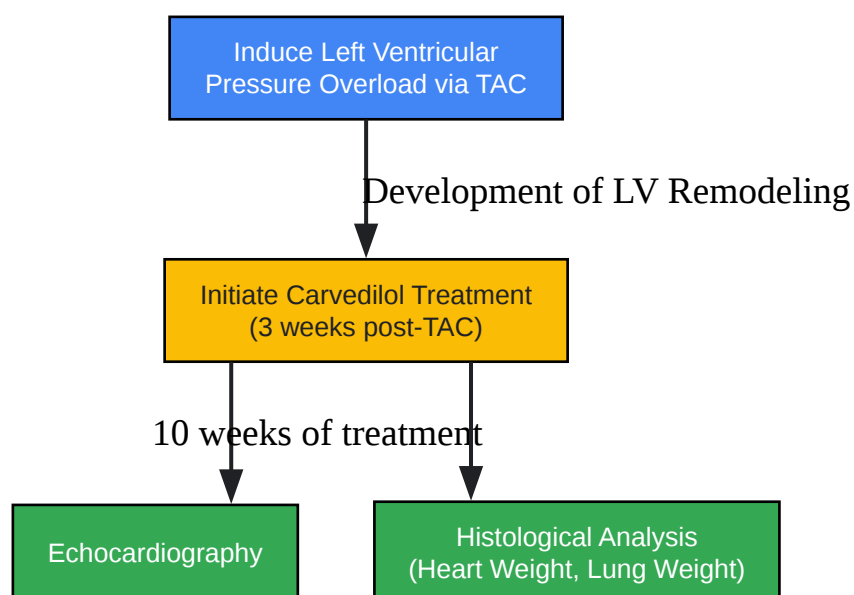 Induce Left Ventricular
Pressure Overload via TAC
Development of LV Remodeling
Initiate Carvedilol Treatment
(3 weeks post-TAC)
10 weeks of treatment
Echocardiography
Histological Analysis
(Heart Weight, Lung Weight)